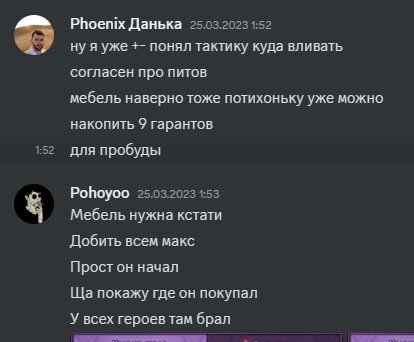 Phoenix Данька 25.03.2023 1:52
ну я уже +- понял тактику куда вливать
согласен про питов
мебель наверно тоже потихоньку уже можно
накопить 9 гарантов
1:52 для пробуды
Pohoyoo 25.03.2023 1:53
Мебель нужна кстати
Добить всем макс
Прост он начал
Ща покажу где он покупал
У всех героев там брал